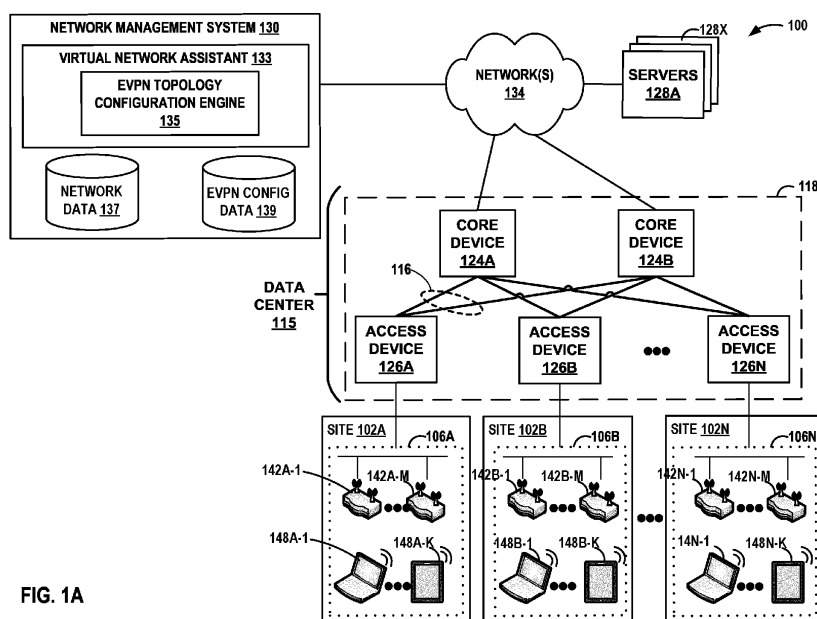 NETWORK MANAGEMENT SYSTEM 130
VIRTUAL NETWORK ASSISTANT 133
EVPN TOPOLOGY
CONFIGURATION ENGINE
135
NETWORK
DATA 137
EVPN CONFIG
DATA 139
NETWORK(S)
134
128X
SERVERS
128A
100
118
CORE
DEVICE
124A
CORE
DEVICE
124B
116
DATA
CENTER
115
ACCESS
DEVICE
126A
ACCESS
DEVICE
126B
ACCESS
DEVICE
126N
SITE 102A
106A
142A-1
142A-M
148A-1
148A-K
SITE 102B
106B
142B-1
142B-M
148B-1
148B-K
SITE 102N
106N
142N-1
142N-M
14N-1
148N-K
FIG. 1A